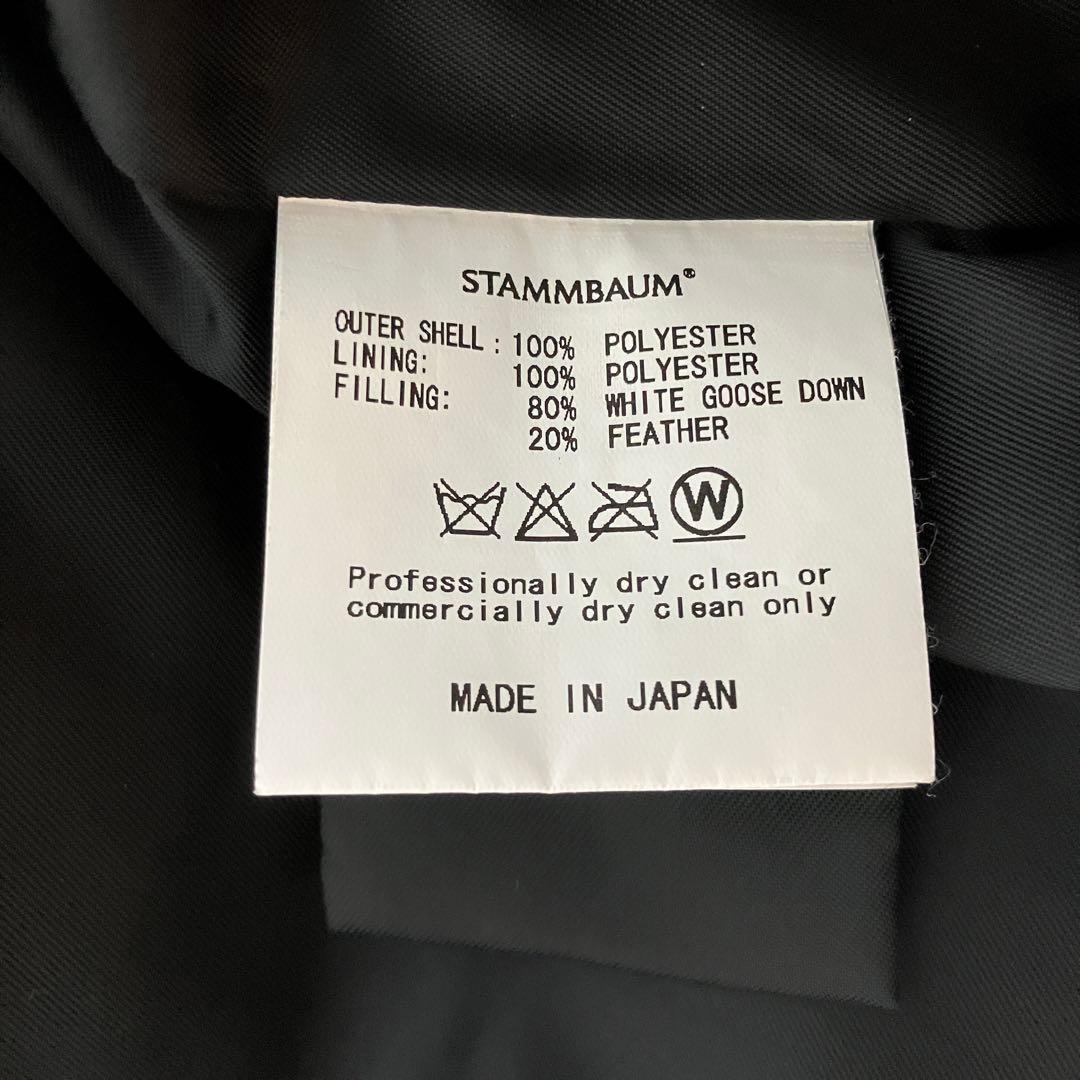 STAMMBAUM®
OUTER SHELL : 100% POLYESTER
LINING: 100% POLYESTER
FILLING: 80% WHITE GOOSE DOWN
20% FEATHER
W
Professionally dry clean or
commercially dry clean only
MADE IN JAPAN